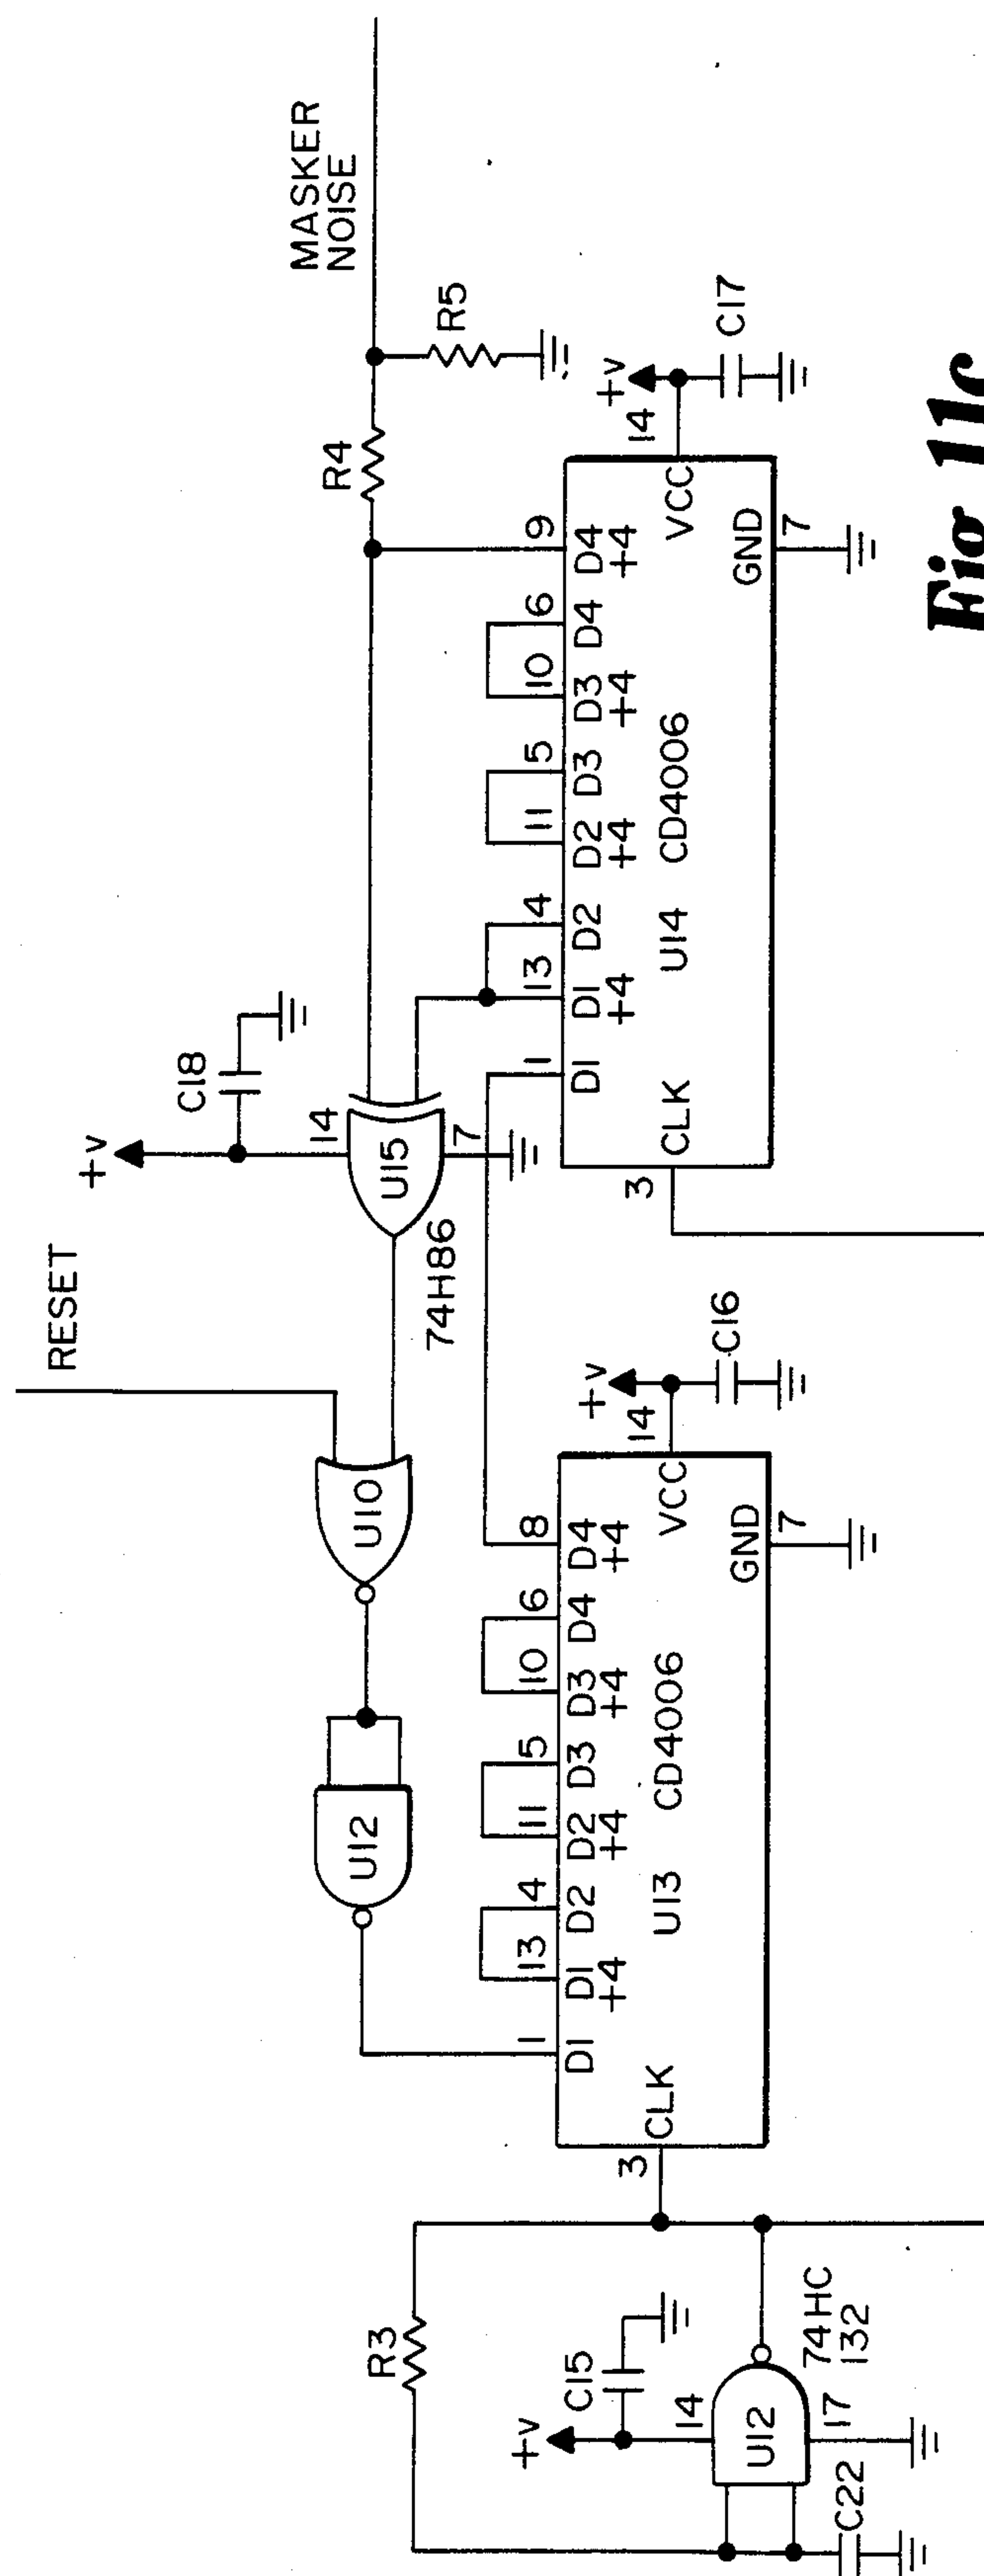 MASKER
NOISE
RESET
R4
R5
C18
+V
14
U15
7
74H86
U10
U12
1
13
4
11
5
10
6
9
D1
D1
+4
D2
D2
+4
D3
D3
+4
D4
D4
+4
U14
CD4006
CLK
3
VCC
14
+V
C17
GND
7
1
13
4
11
5
10
6
8
D1
D1
+4
D2
D2
+4
D3
D3
+4
D4
D4
+4
U13
CD4006
CLK
3
VCC
14
+V
C16
GND
7
R3
+V
C15
14
U12
17
74HC
132
C22
Fig. 11c